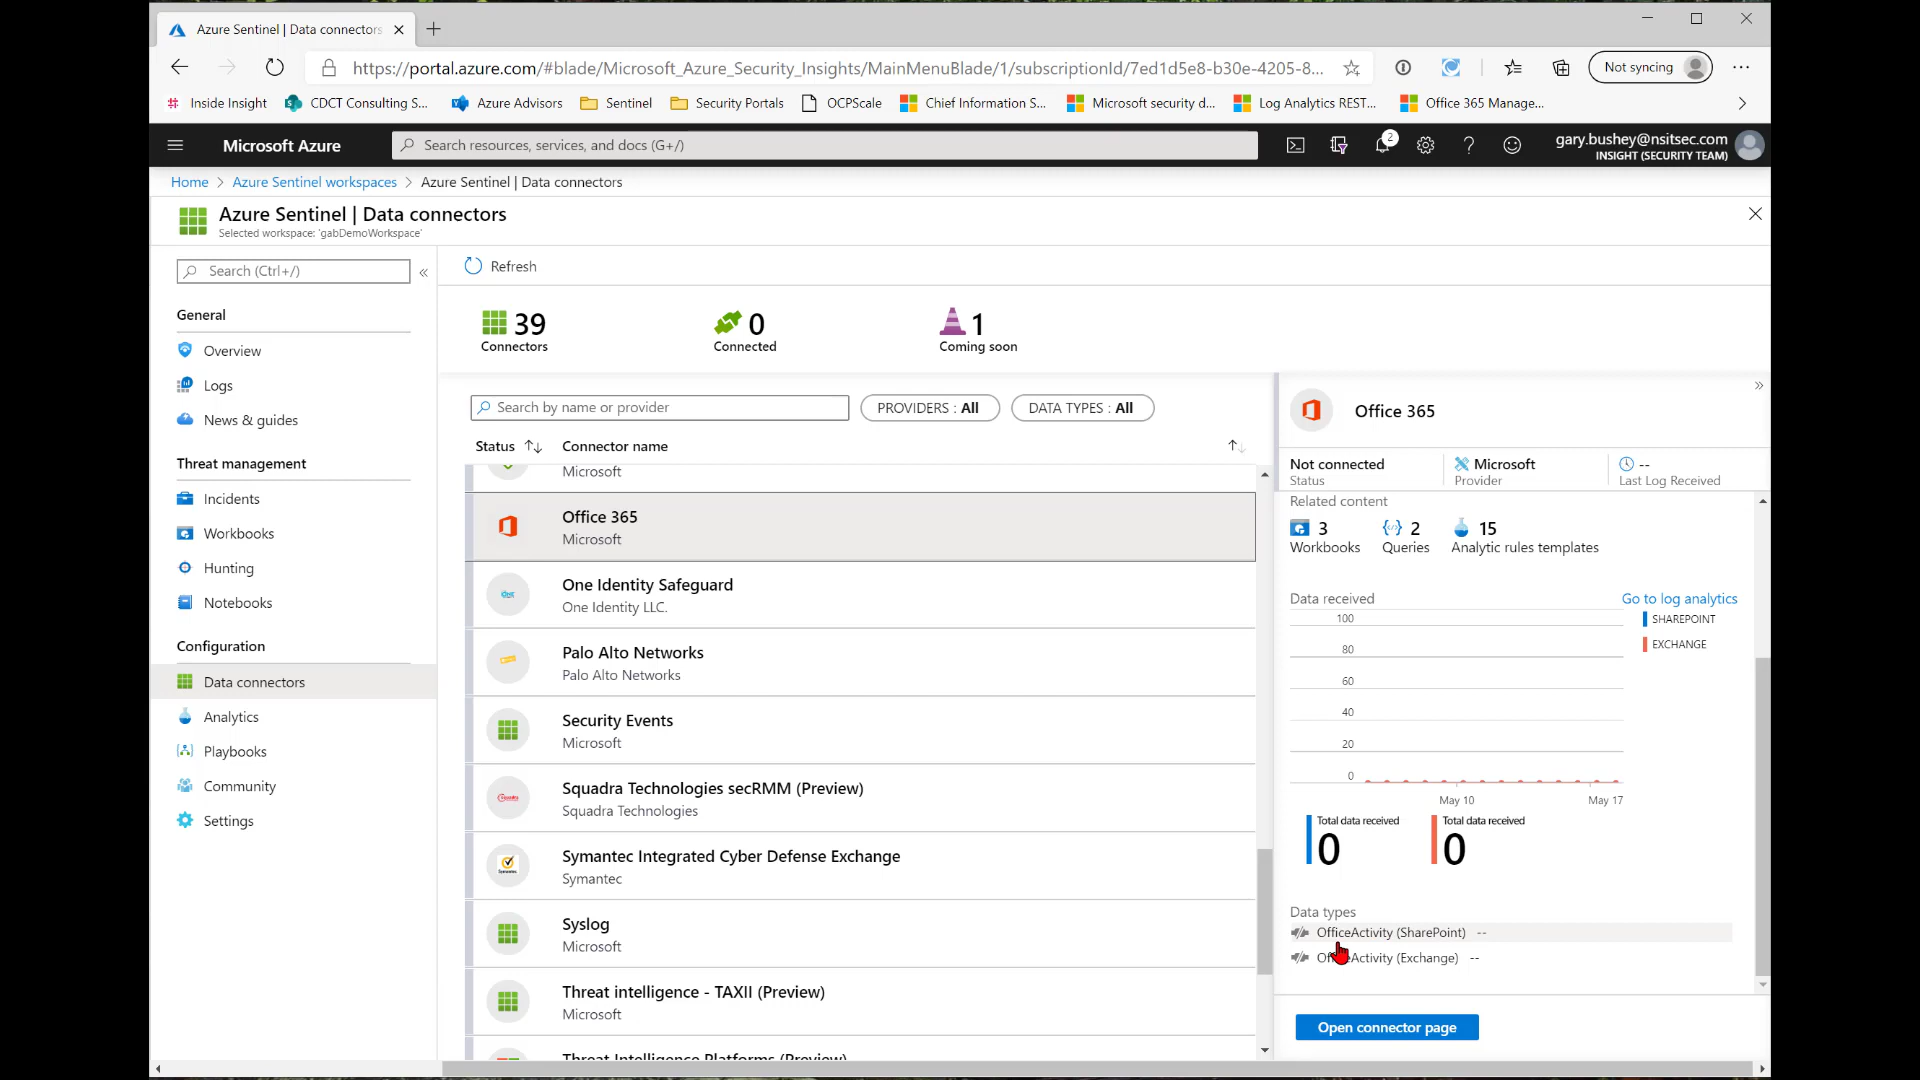 Azure Sentinel | Data connectors
https://portal.azure.com/#blade/Microsoft_Azure_Security_Insights/MainMenuBlade/1/subscriptionId/7ed1d5e8-b30e-4205-8...
Not syncing
Inside Insight
CDCT Consulting S...
Azure Advisors
Sentinel
Security Portals
OCPScale
Chief Information S...
Microsoft security d...
Log Analytics REST...
Office 365 Manage...
Microsoft Azure
Search resources, services, and docs (G+/)
2
gary.bushey@nsitsec.com
INSIGHT (SECURITY TEAM)
Home > Azure Sentinel workspaces > Azure Sentinel | Data connectors
Azure Sentinel | Data connectors
Selected workspace: 'gabDemoWorkspace'
Search (Ctrl+/)
General
Overview
Logs
News & guides
Threat management
Incidents
Workbooks
Hunting
Notebooks
Configuration
Data connectors
Analytics
Playbooks
Community
Settings
Refresh
39
Connectors
0
Connected
1
Coming soon
Search by name or provider
PROVIDERS : All
DATA TYPES : All
Status
Connector name
Microsoft
Office 365
Microsoft
One Identity Safeguard
One Identity LLC.
Palo Alto Networks
Palo Alto Networks
Security Events
Microsoft
Squadra Technologies secRMM (Preview)
Squadra Technologies
Symantec Integrated Cyber Defense Exchange
Symantec
Syslog
Microsoft
Threat intelligence - TAXII (Preview)
Microsoft
Threat Intelligence Platforms (Preview)
Office 365
Not connected
Status
Microsoft
Provider
--
Last Log Received
Related content
3
Workbooks
2
Queries
15
Analytic rules templates
Data received
Go to log analytics
100
80
60
40
20
0
SHAREPOINT
EXCHANGE
May 10
May 17
Total data received
0
Total data received
0
Data types
OfficeActivity (SharePoint) --
OfficeActivity (Exchange) --
Open connector page